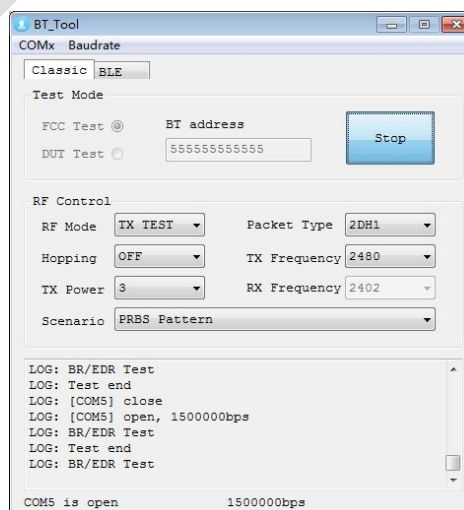 BT_Tool
COMx Baudrate
Classic BLE
Test Mode
FCC Test BT address
DUT Test 555555555555
Stop
RF Control
RF Mode TX TEST Packet Type 2DH1
Hopping OFF TX Frequency 2480
TX Power 3 RX Frequency 2402
Scenario PRBS Pattern
LOG: BR/EDR Test
LOG: Test end
LOG: [COM5] close
LOG: [COM5] open, 1500000bps
LOG: BR/EDR Test
LOG: Test end
LOG: BR/EDR Test
COM5 is open 1500000bps